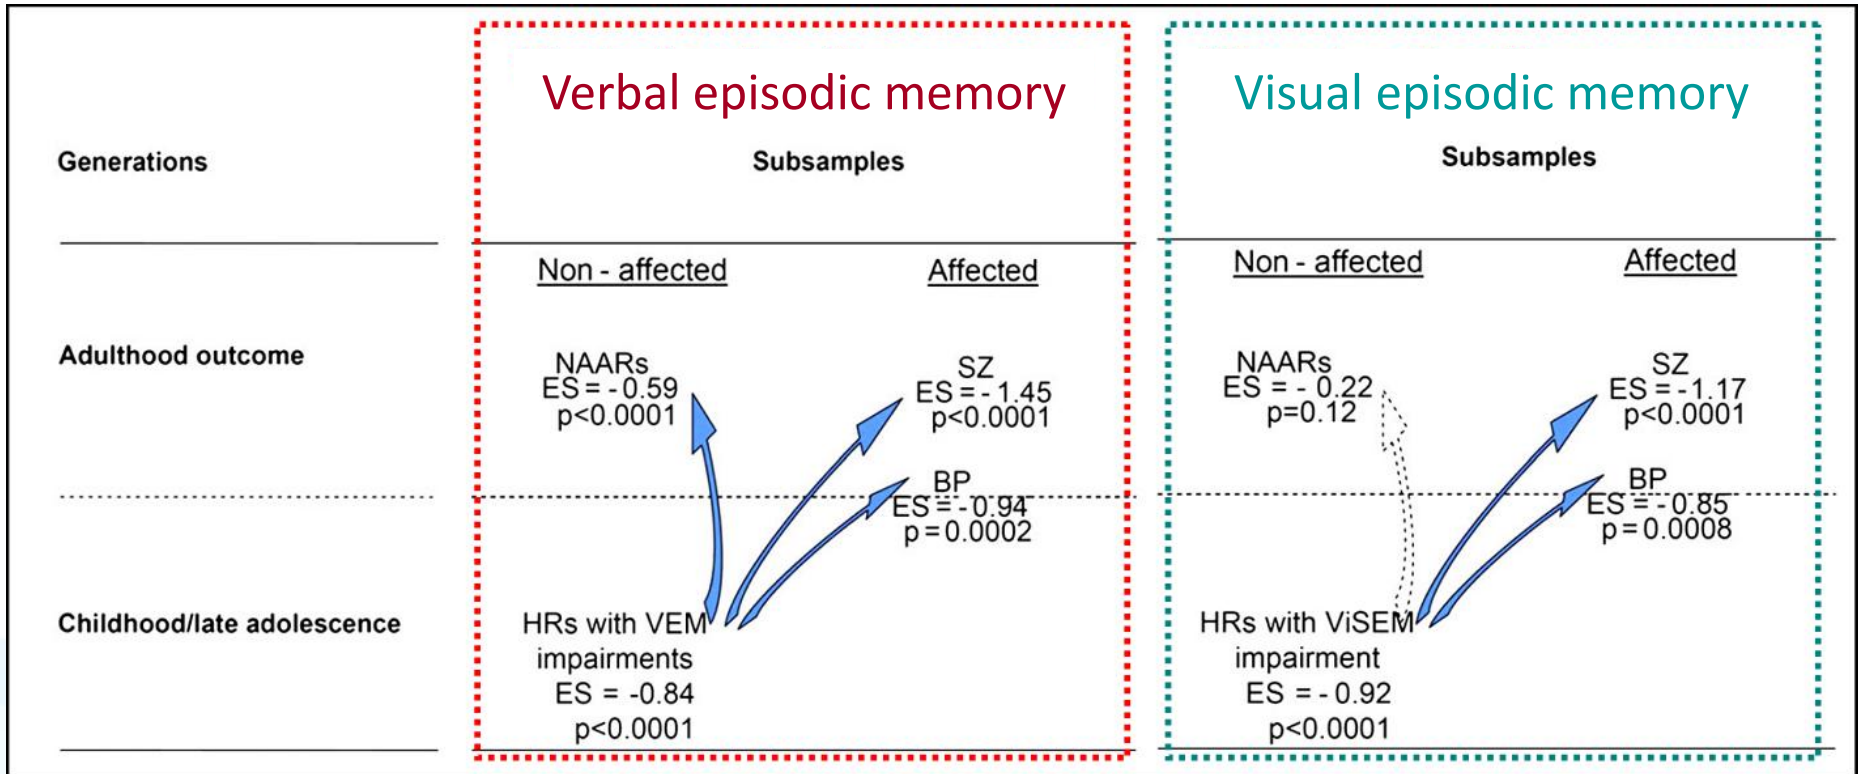 Verbal episodic memory
Visual episodic memory
Generations
Subsamples
Subsamples
Non - affected
Affected
Non - affected
Affected
Adulthood outcome
NAARs
ES = - 0.59
p<0.0001
SZ
ES = - 1.45
p<0.0001
BP
ES = - 0.94
p = 0.0002
NAARs
ES = - 0.22
p=0.12
SZ
ES = - 1.17
p<0.0001
BP
ES = - 0.85
p = 0.0008
Childhood/late adolescence
HRs with VEM
impairments
ES = -0.84
p<0.0001
HRs with ViSEM
impairment
ES = - 0.92
p<0.0001